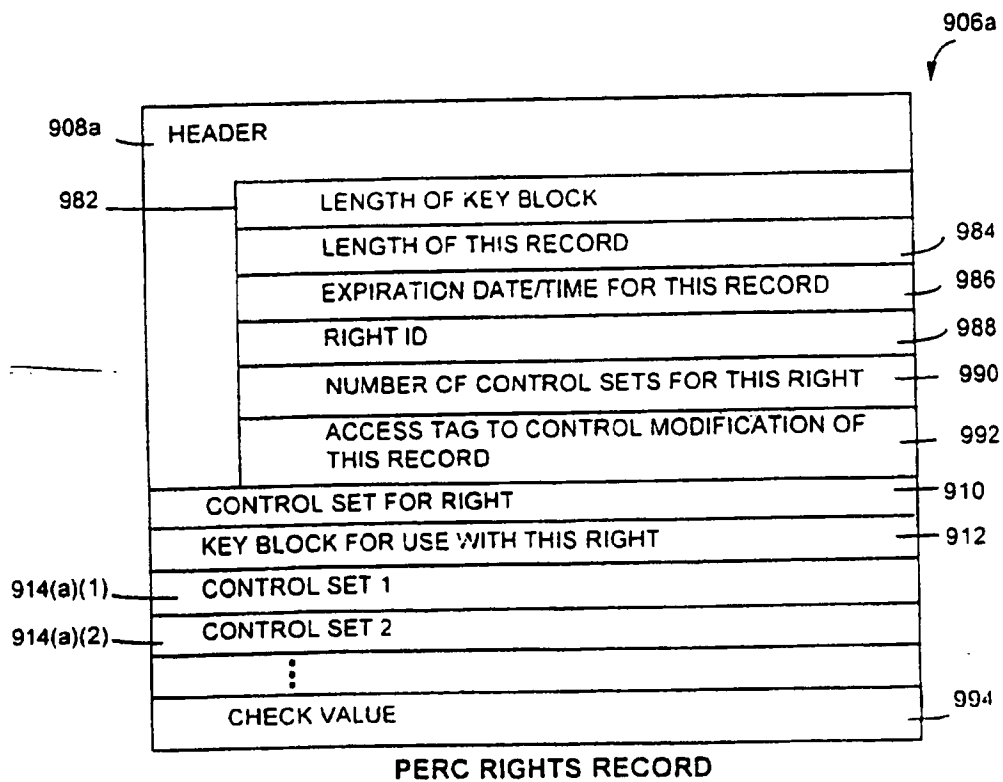 906a
908a HEADER
982 LENGTH OF KEY BLOCK
LENGTH OF THIS RECORD 984
EXPIRATION DATE/TIME FOR THIS RECORD 986
RIGHT ID 988
NUMBER OF CONTROL SETS FOR THIS RIGHT 990
ACCESS TAG TO CONTROL MODIFICATION OF
THIS RECORD 992
CONTROL SET FOR RIGHT 910
KEY BLOCK FOR USE WITH THIS RIGHT 912
914(a)(1) CONTROL SET 1
914(a)(2) CONTROL SET 2
CHECK VALUE 994
PERC RIGHTS RECORD